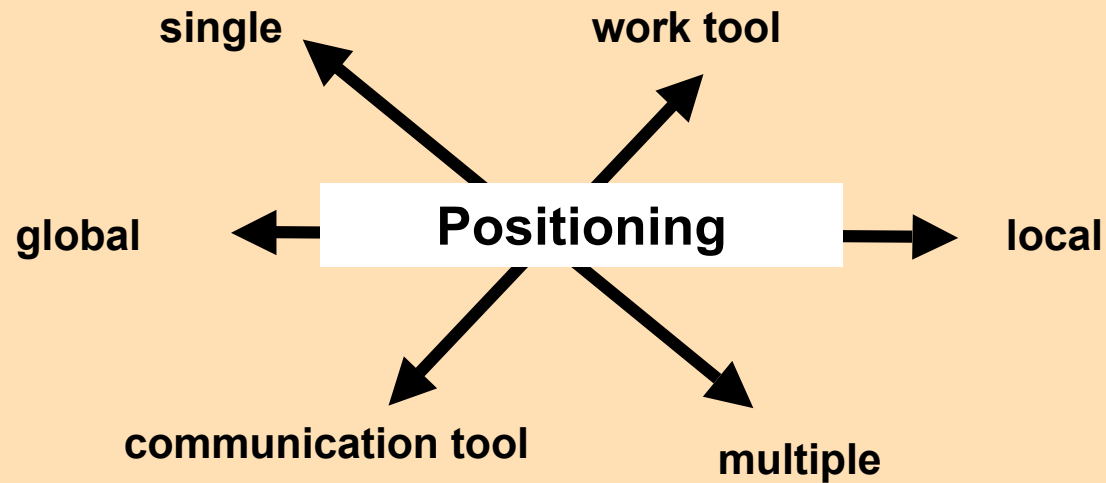 single
work tool
Positioning
global
local
communication tool
multiple